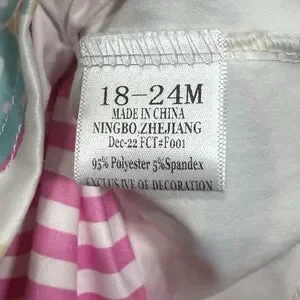 18-24M
MADE IN CHINA
NINGBO,ZHEJIANG
Dec-22 FCT#F001
95% Polyester 5%Spandex
EXCLUSIVE OF DECORATION